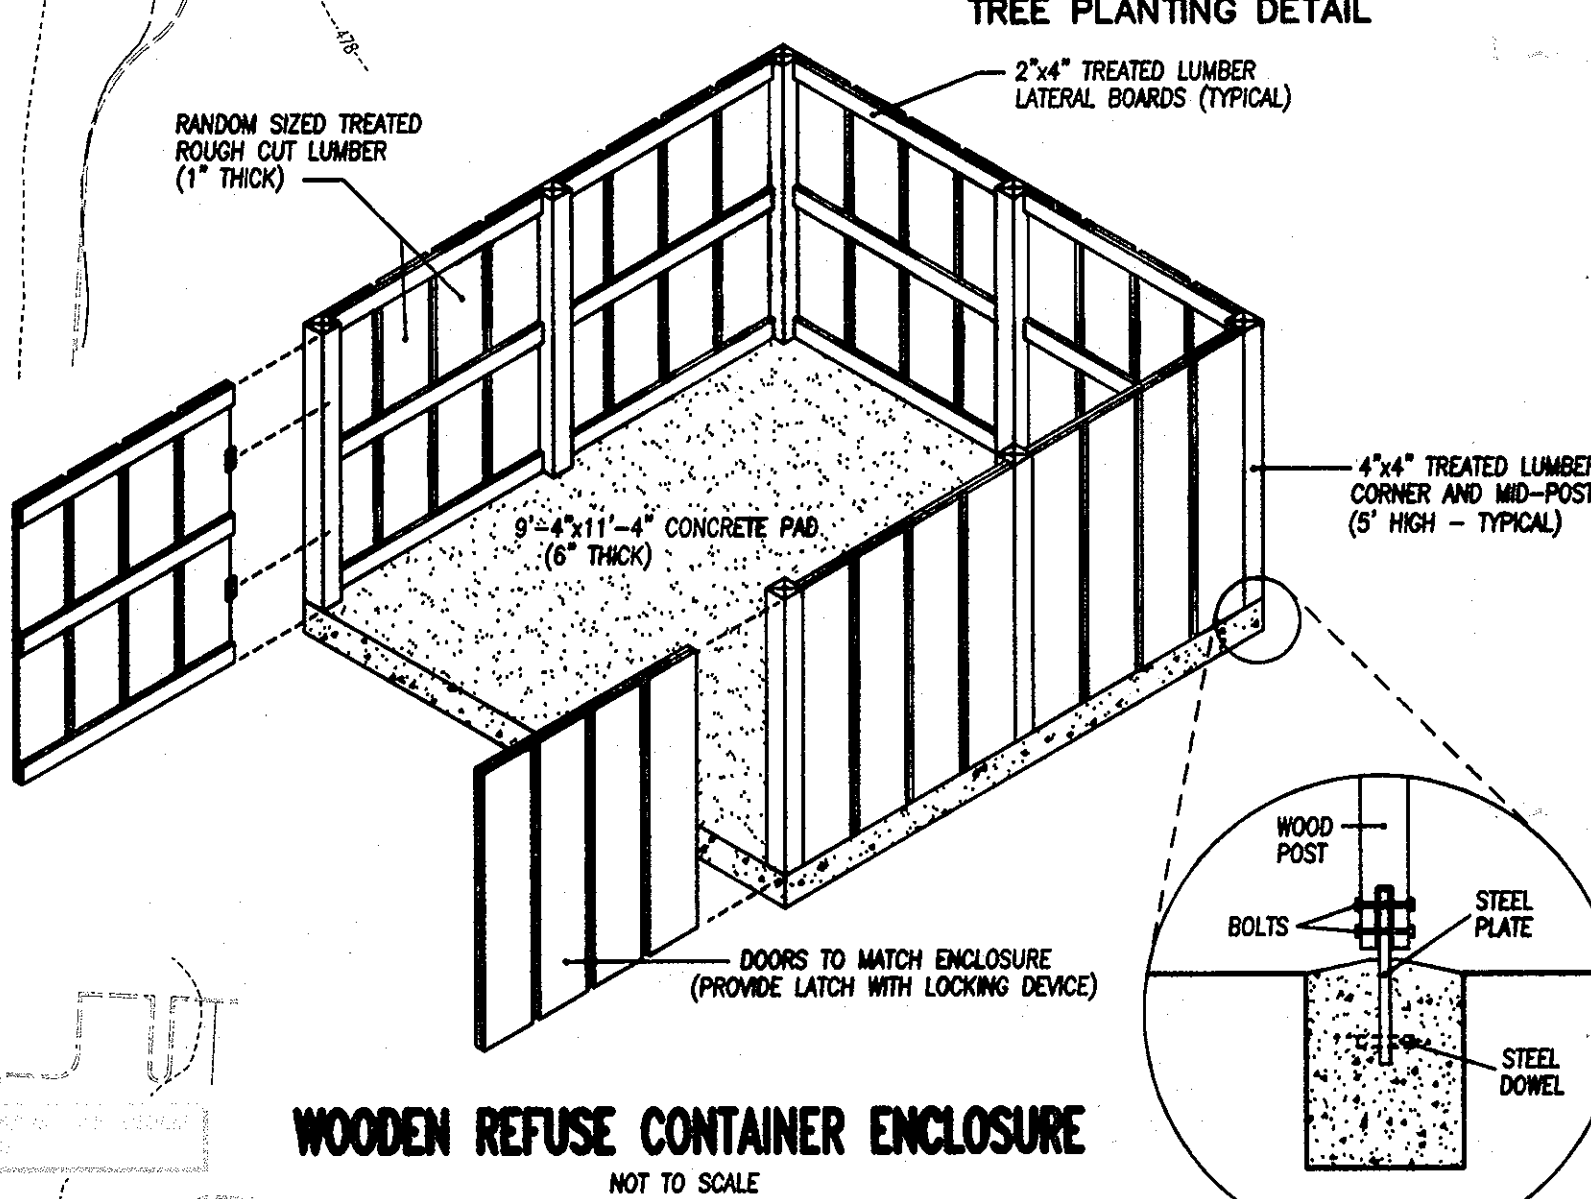 TREE PLANTING DETAIL
478
2"x4" TREATED LUMBER
LATERAL BOARDS (TYPICAL)
RANDOM SIZED TREATED
ROUGH CUT LUMBER
(1" THICK)
4"x4" TREATED LUMBER
CORNER AND MID-POST
(5' HIGH - TYPICAL)
9'-4"x11'-4" CONCRETE PAD
(6" THICK)
WOOD
POST
STEEL
PLATE
BOLTS
DOORS TO MATCH ENCLOSURE
(PROVIDE LATCH WITH LOCKING DEVICE)
STEEL
DOWEL
WOODEN REFUSE CONTAINER ENCLOSURE
NOT TO SCALE